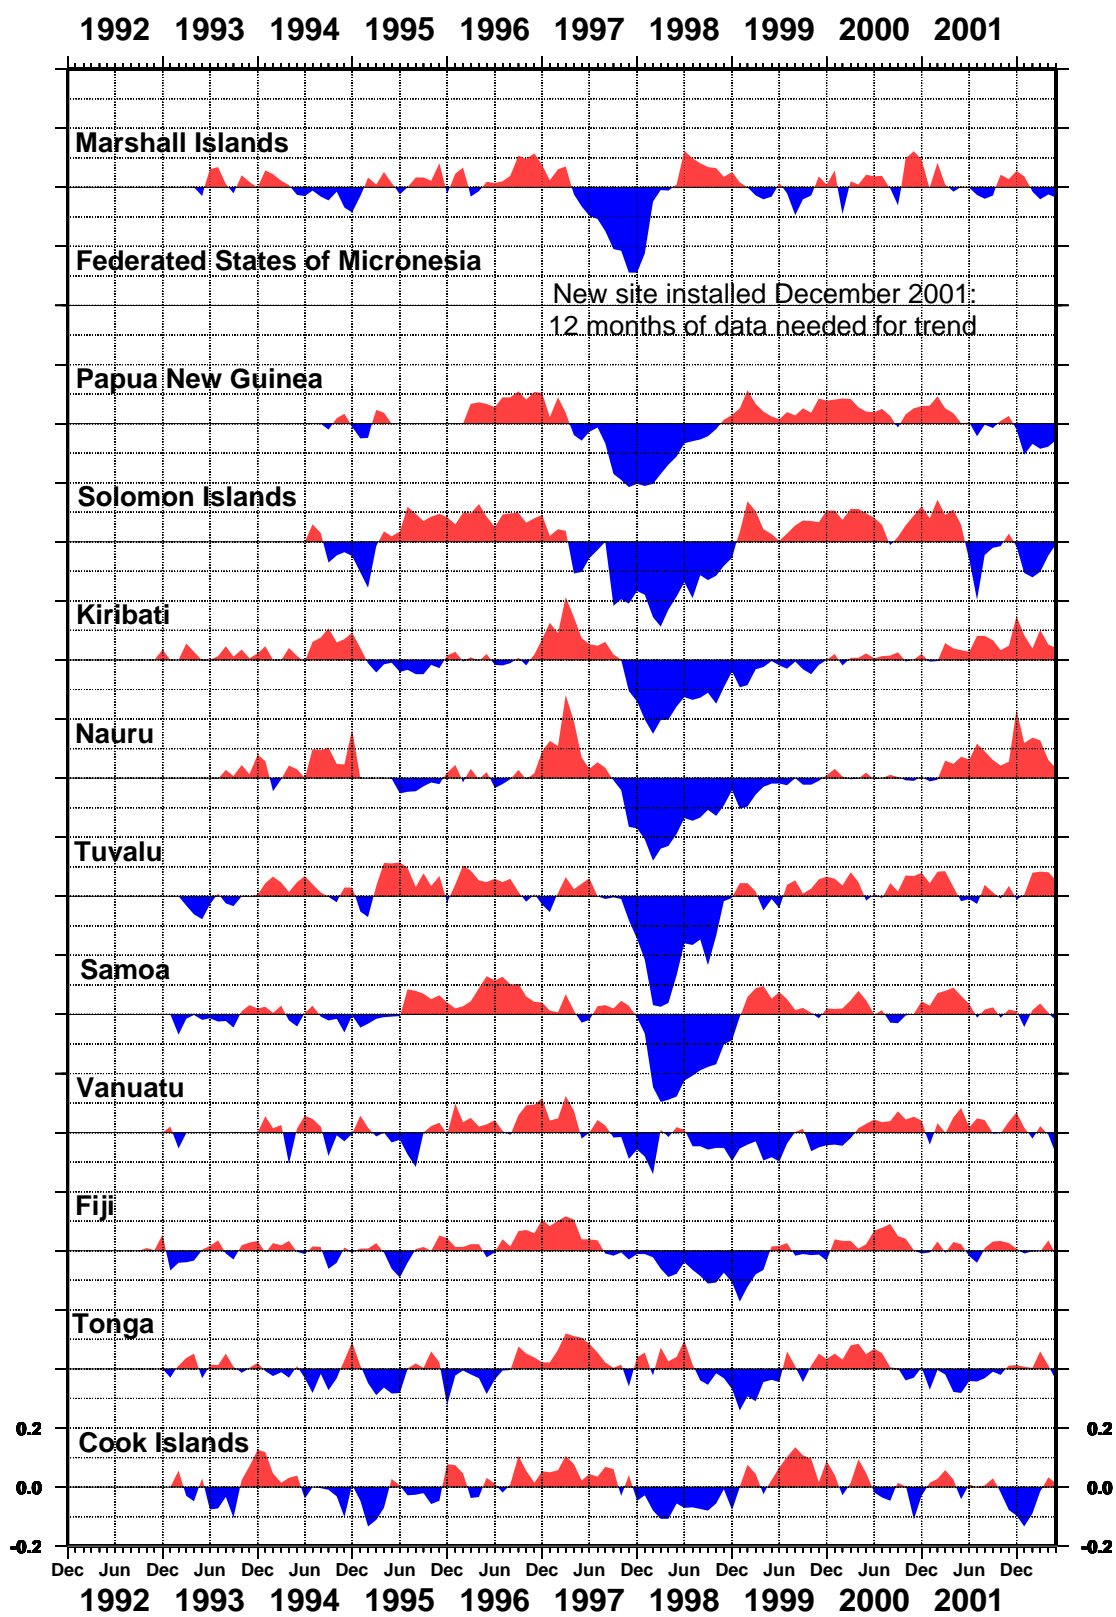 1992 1993 1994 1995 1996 1997 1998 1999 2000 2001
Marshall Islands
Federated States of Micronesia
New site installed December 2001:
12 months of data needed for trend
Papua New Guinea
Solomon Islands
Kiribati
Nauru
Tuvalu
Samoa
Vanuatu
Fiji
Tonga
0.2 0.2
Cook Islands
0.0 0.0
-0.2 -0.2
Dec Jun Dec Jun Dec Jun Dec Jun Dec Jun Dec Jun Dec Jun Dec Jun Dec Jun Dec Jun Dec
1992 1993 1994 1995 1996 1997 1998 1999 2000 2001